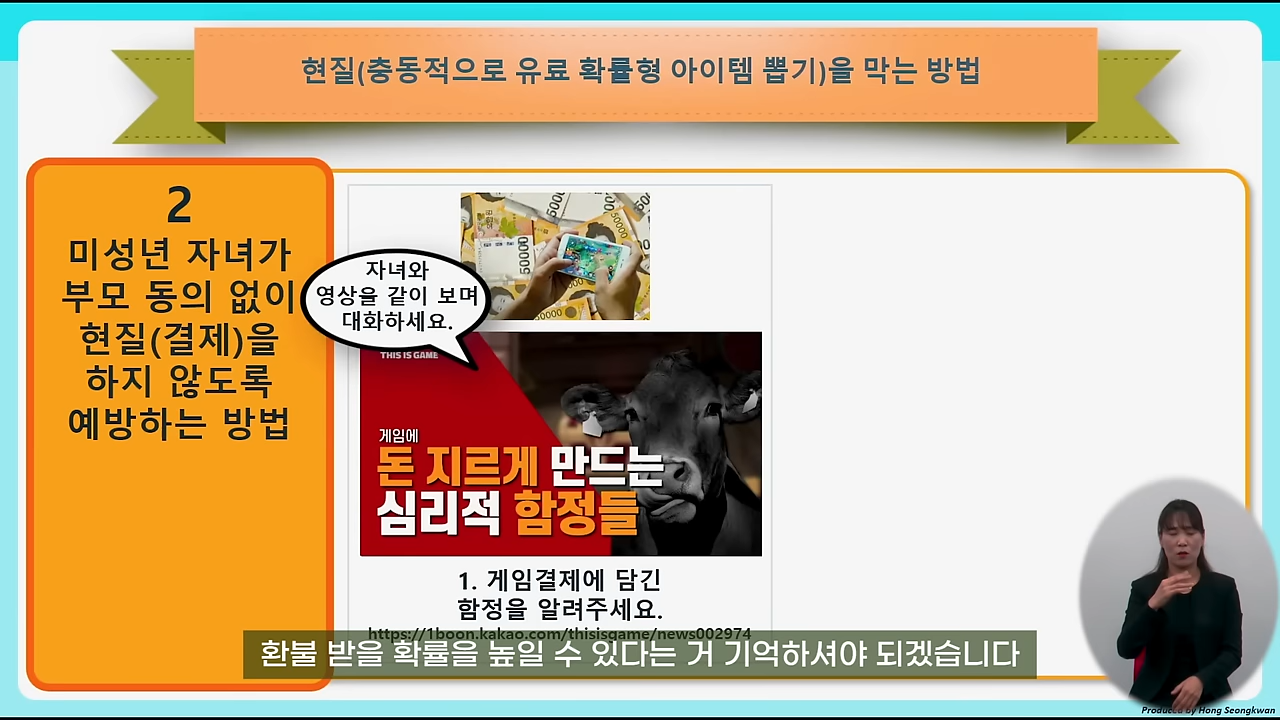 현질(충동적으로 유료 확률형 아이템 뽑기)을 막는 방법
2
미성년 자녀가
부모 동의 없이
현질(결제)을
하지 않도록
예방하는 방법
자녀와
영상을 같이 보며
대화하세요.
50000
50000
50000
50000
THIS IS GAME
게임에
돈 지르게 만드는
심리적 함정들
1. 게임결제에 담긴
함정을 알려주세요.
https://1boon.kakao.com/thisisgame/news002974
환불 받을 확률을 높일 수 있다는 거 기억하셔야 되겠습니다
Produced by Hong Seongkwan